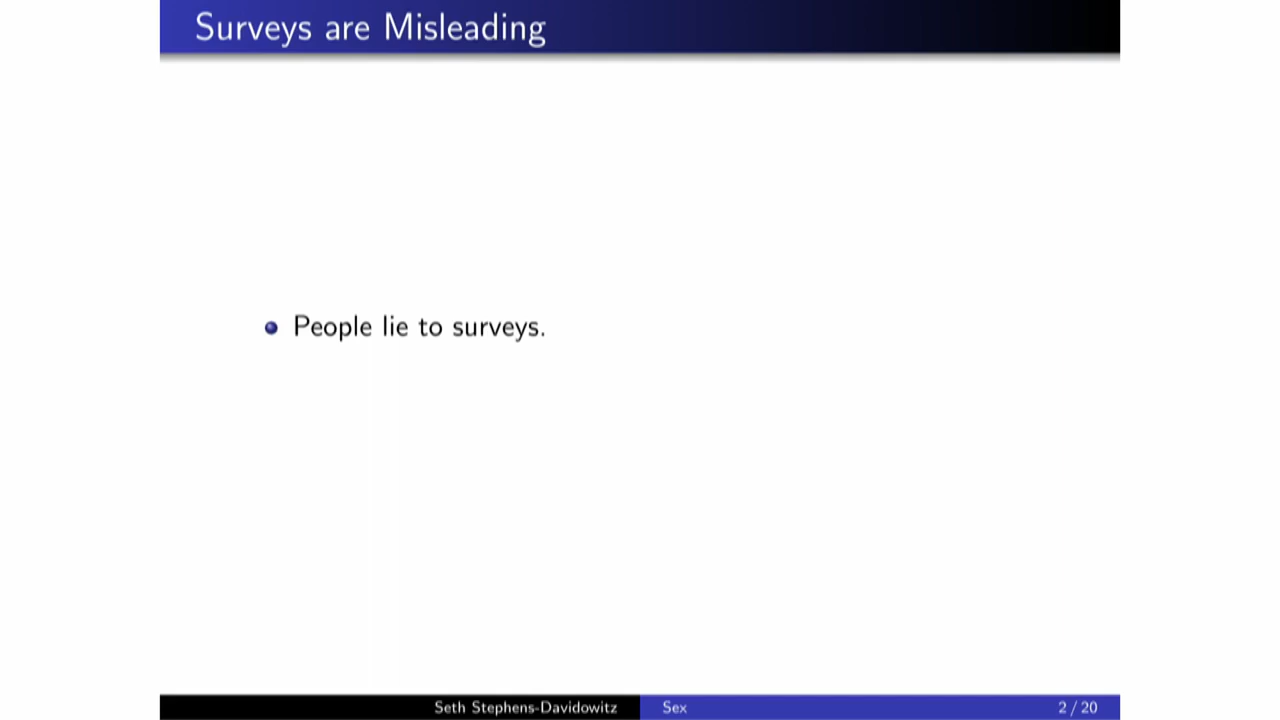 Surveys are Misleading
People lie to surveys.
Seth Stephens-Davidowitz Sex 2 / 20